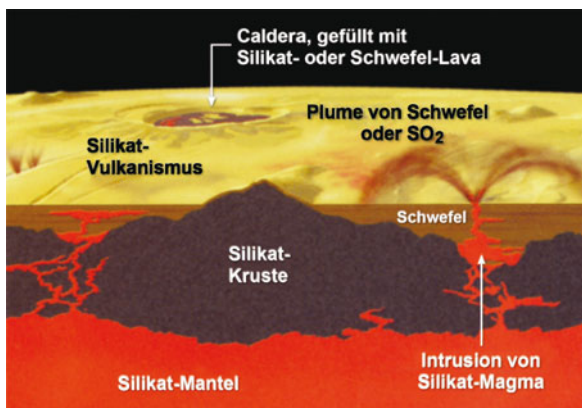 Caldera, gefüllt mit
Silikat- oder Schwefel-Lava
Plume von Schwefel
oder SO₂
Silikat-
Vulkanismus
Schwefel
Silikat-
Kruste
Intrusion von
Silikat-Magma
Silikat-Mantel